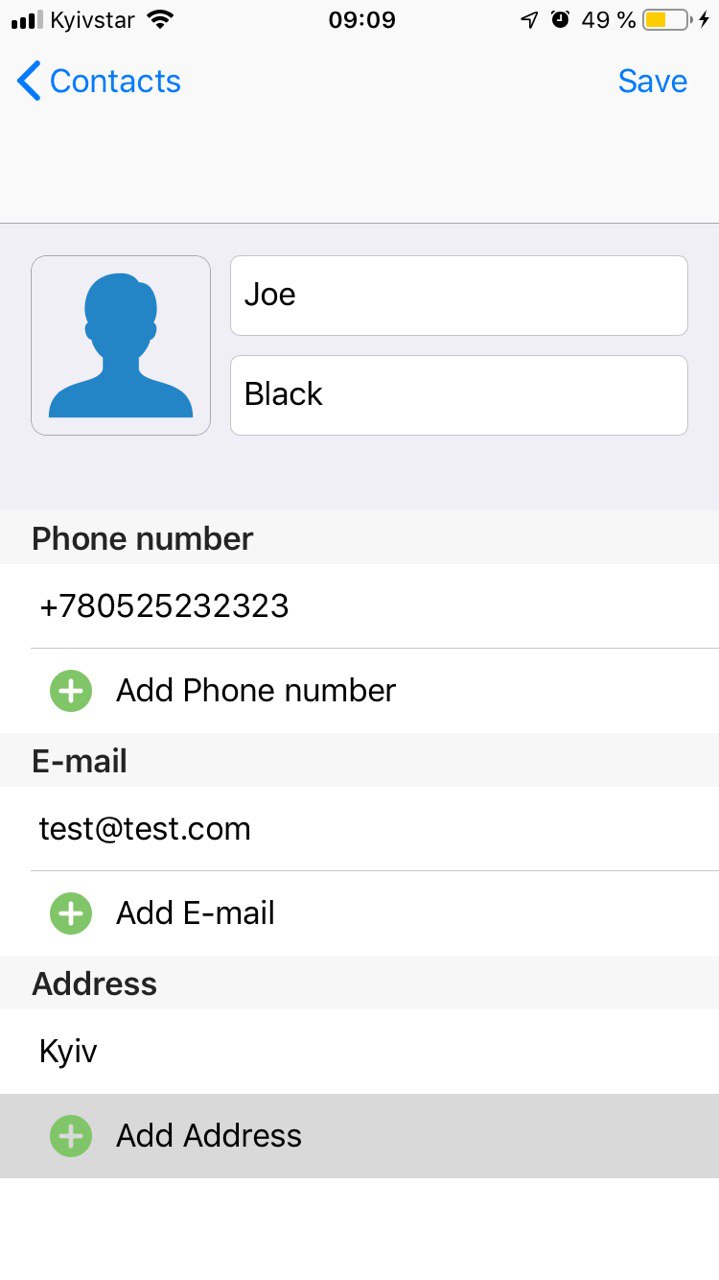 Kyivstar 09:09 49 %
Contacts Save
Joe
Black
Phone number
+780525232323
Add Phone number
E-mail
test@test.com
Add E-mail
Address
Kyiv
Add Address